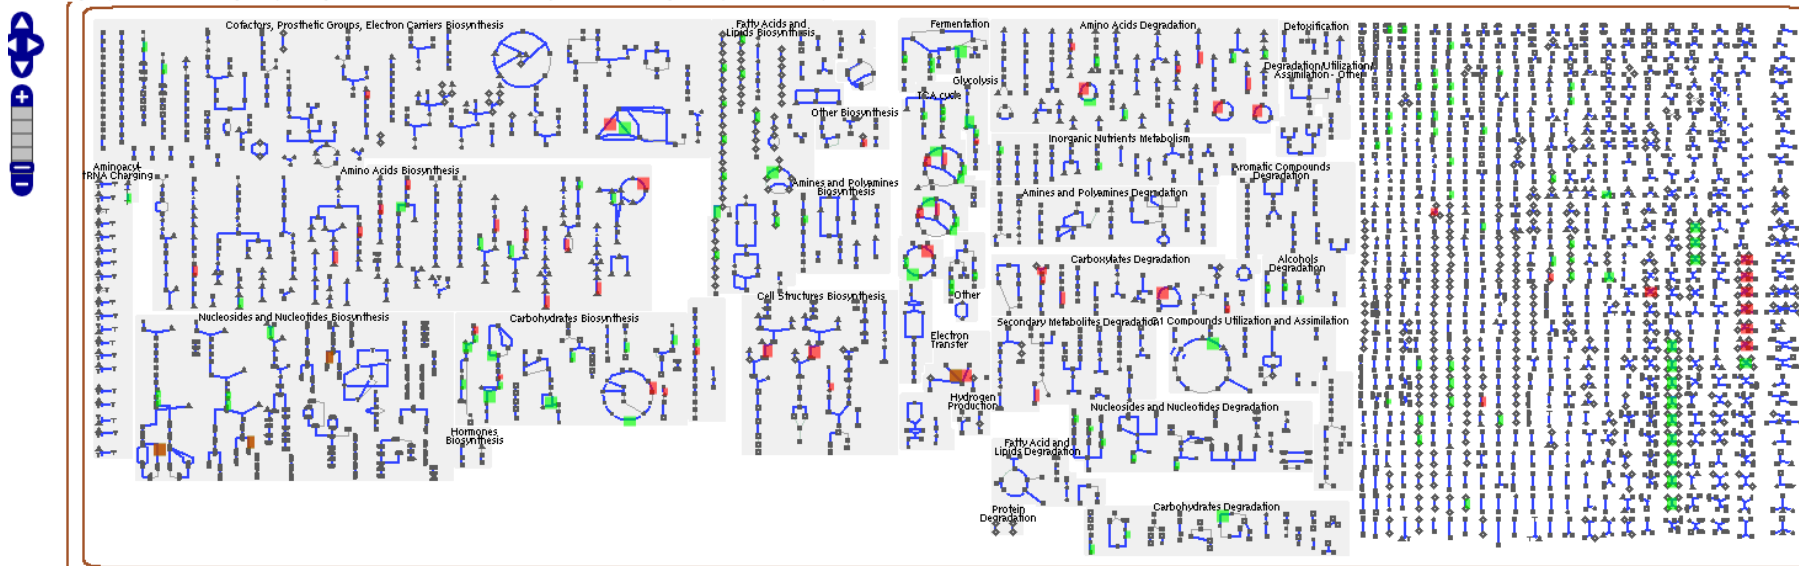 Cofactors, Prosthetic Groups, Electron Carriers Biosynthesis
Fatty Acids and
Lipids Biosynthesis
Fermentation
Amino Acids Degradation
Detoxification
Glycolysis
Degradation/Utilization/
Assimilation - Other
TCA cycle
Other Biosynthesis
Inorganic Nutrients Metabolism
Aminoacyl-
tRNA Charging
Amino Acids Biosynthesis
Amines and Polyamines
Biosynthesis
Amines and Polyamines Degradation
Aromatic Compounds
Degradation
Carboxylates Degradation
Alcohols
Degradation
Cell Structures Biosynthesis
Other
Nucleosides and Nucleotides Biosynthesis
Carbohydrates Biosynthesis
Electron
Transfer
Secondary Metabolites Degradation
C1 Compounds Utilization and Assimilation
Hydrogen
Production
Nucleosides and Nucleotides Degradation
Hormones
Biosynthesis
Fatty Acid and
Lipids Degradation
Protein
Degradation
Carbohydrates Degradation